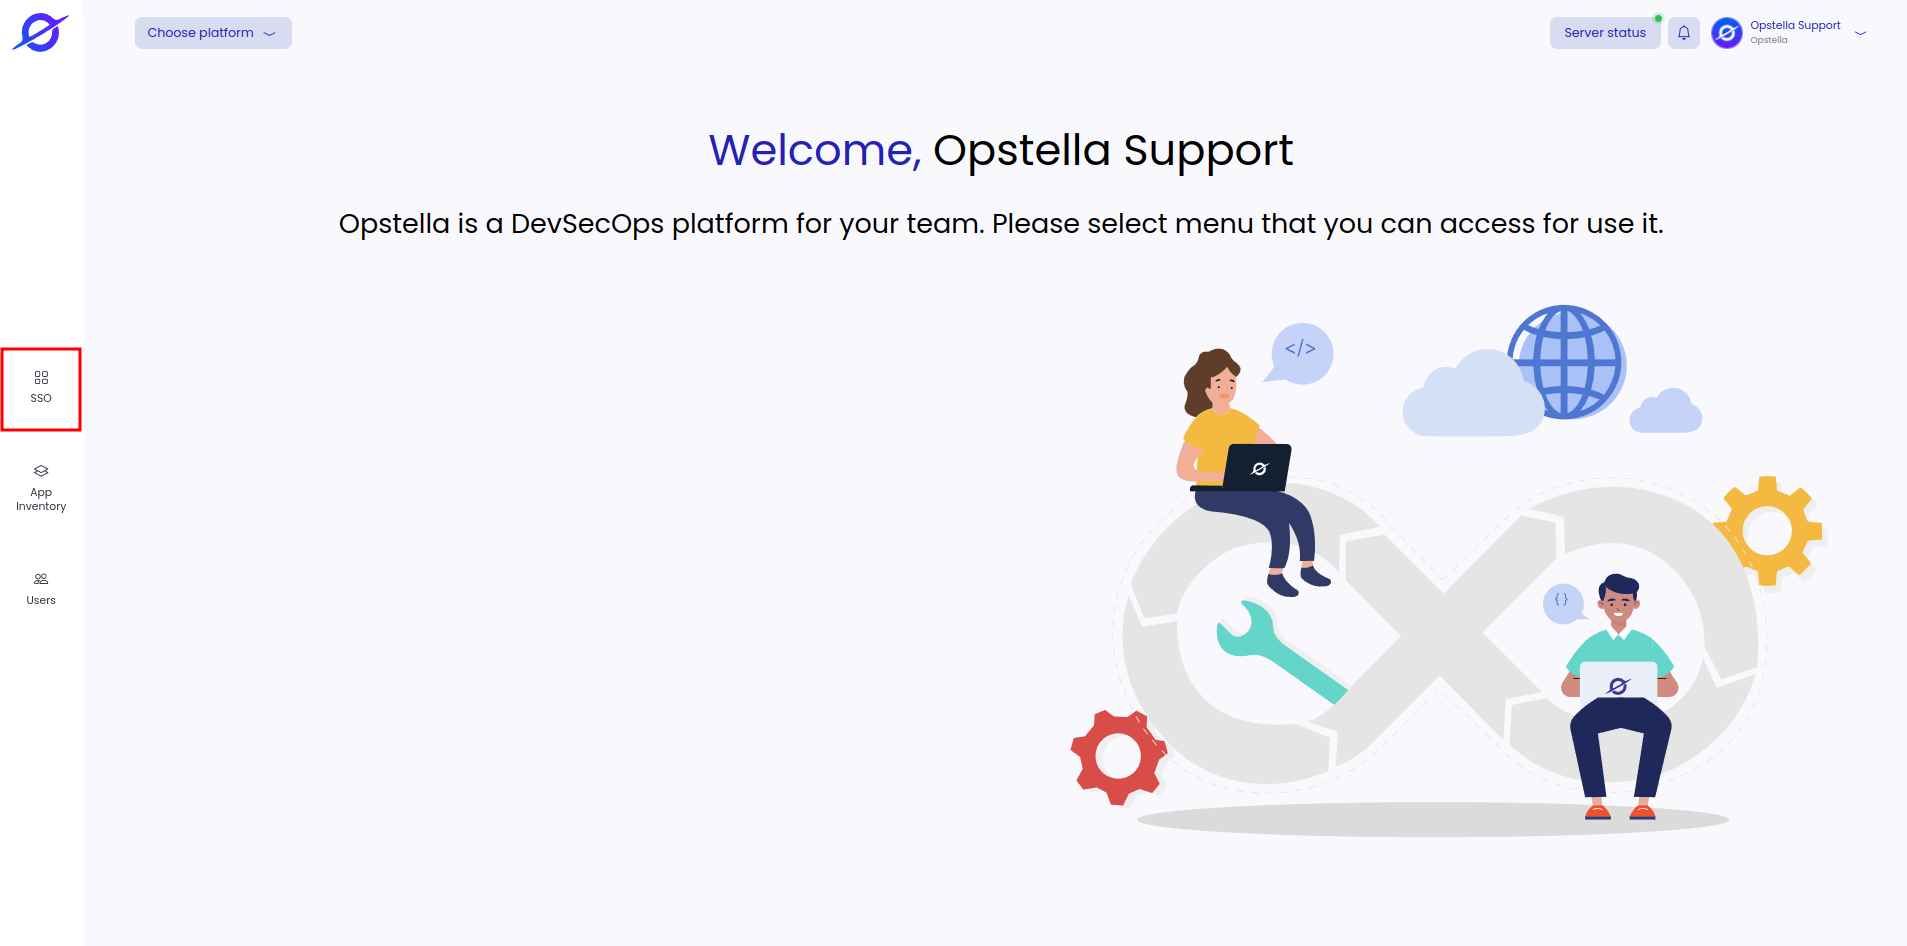 Choose platform
Server status
Opstella Support
Opstella
Welcome, Opstella Support
Opstella is a DevSecOps platform for your team. Please select menu that you can access for use it.
SSO
App
Inventory
Users
</>
{ }